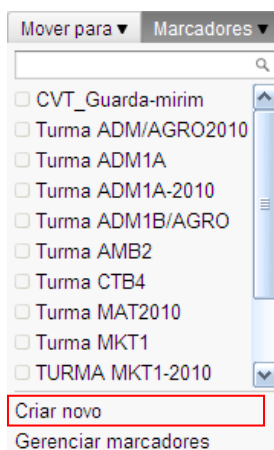 Mover para ▼ Marcadores ▼
CVT_Guarda-mirim
Turma ADM/AGRO2010
Turma ADM1A
Turma ADM1A-2010
Turma ADM1B/AGRO
Turma AMB2
Turma CTB4
Turma MAT2010
Turma MKT1
TURMA MKT1-2010
Criar novo
Gerenciar marcadores